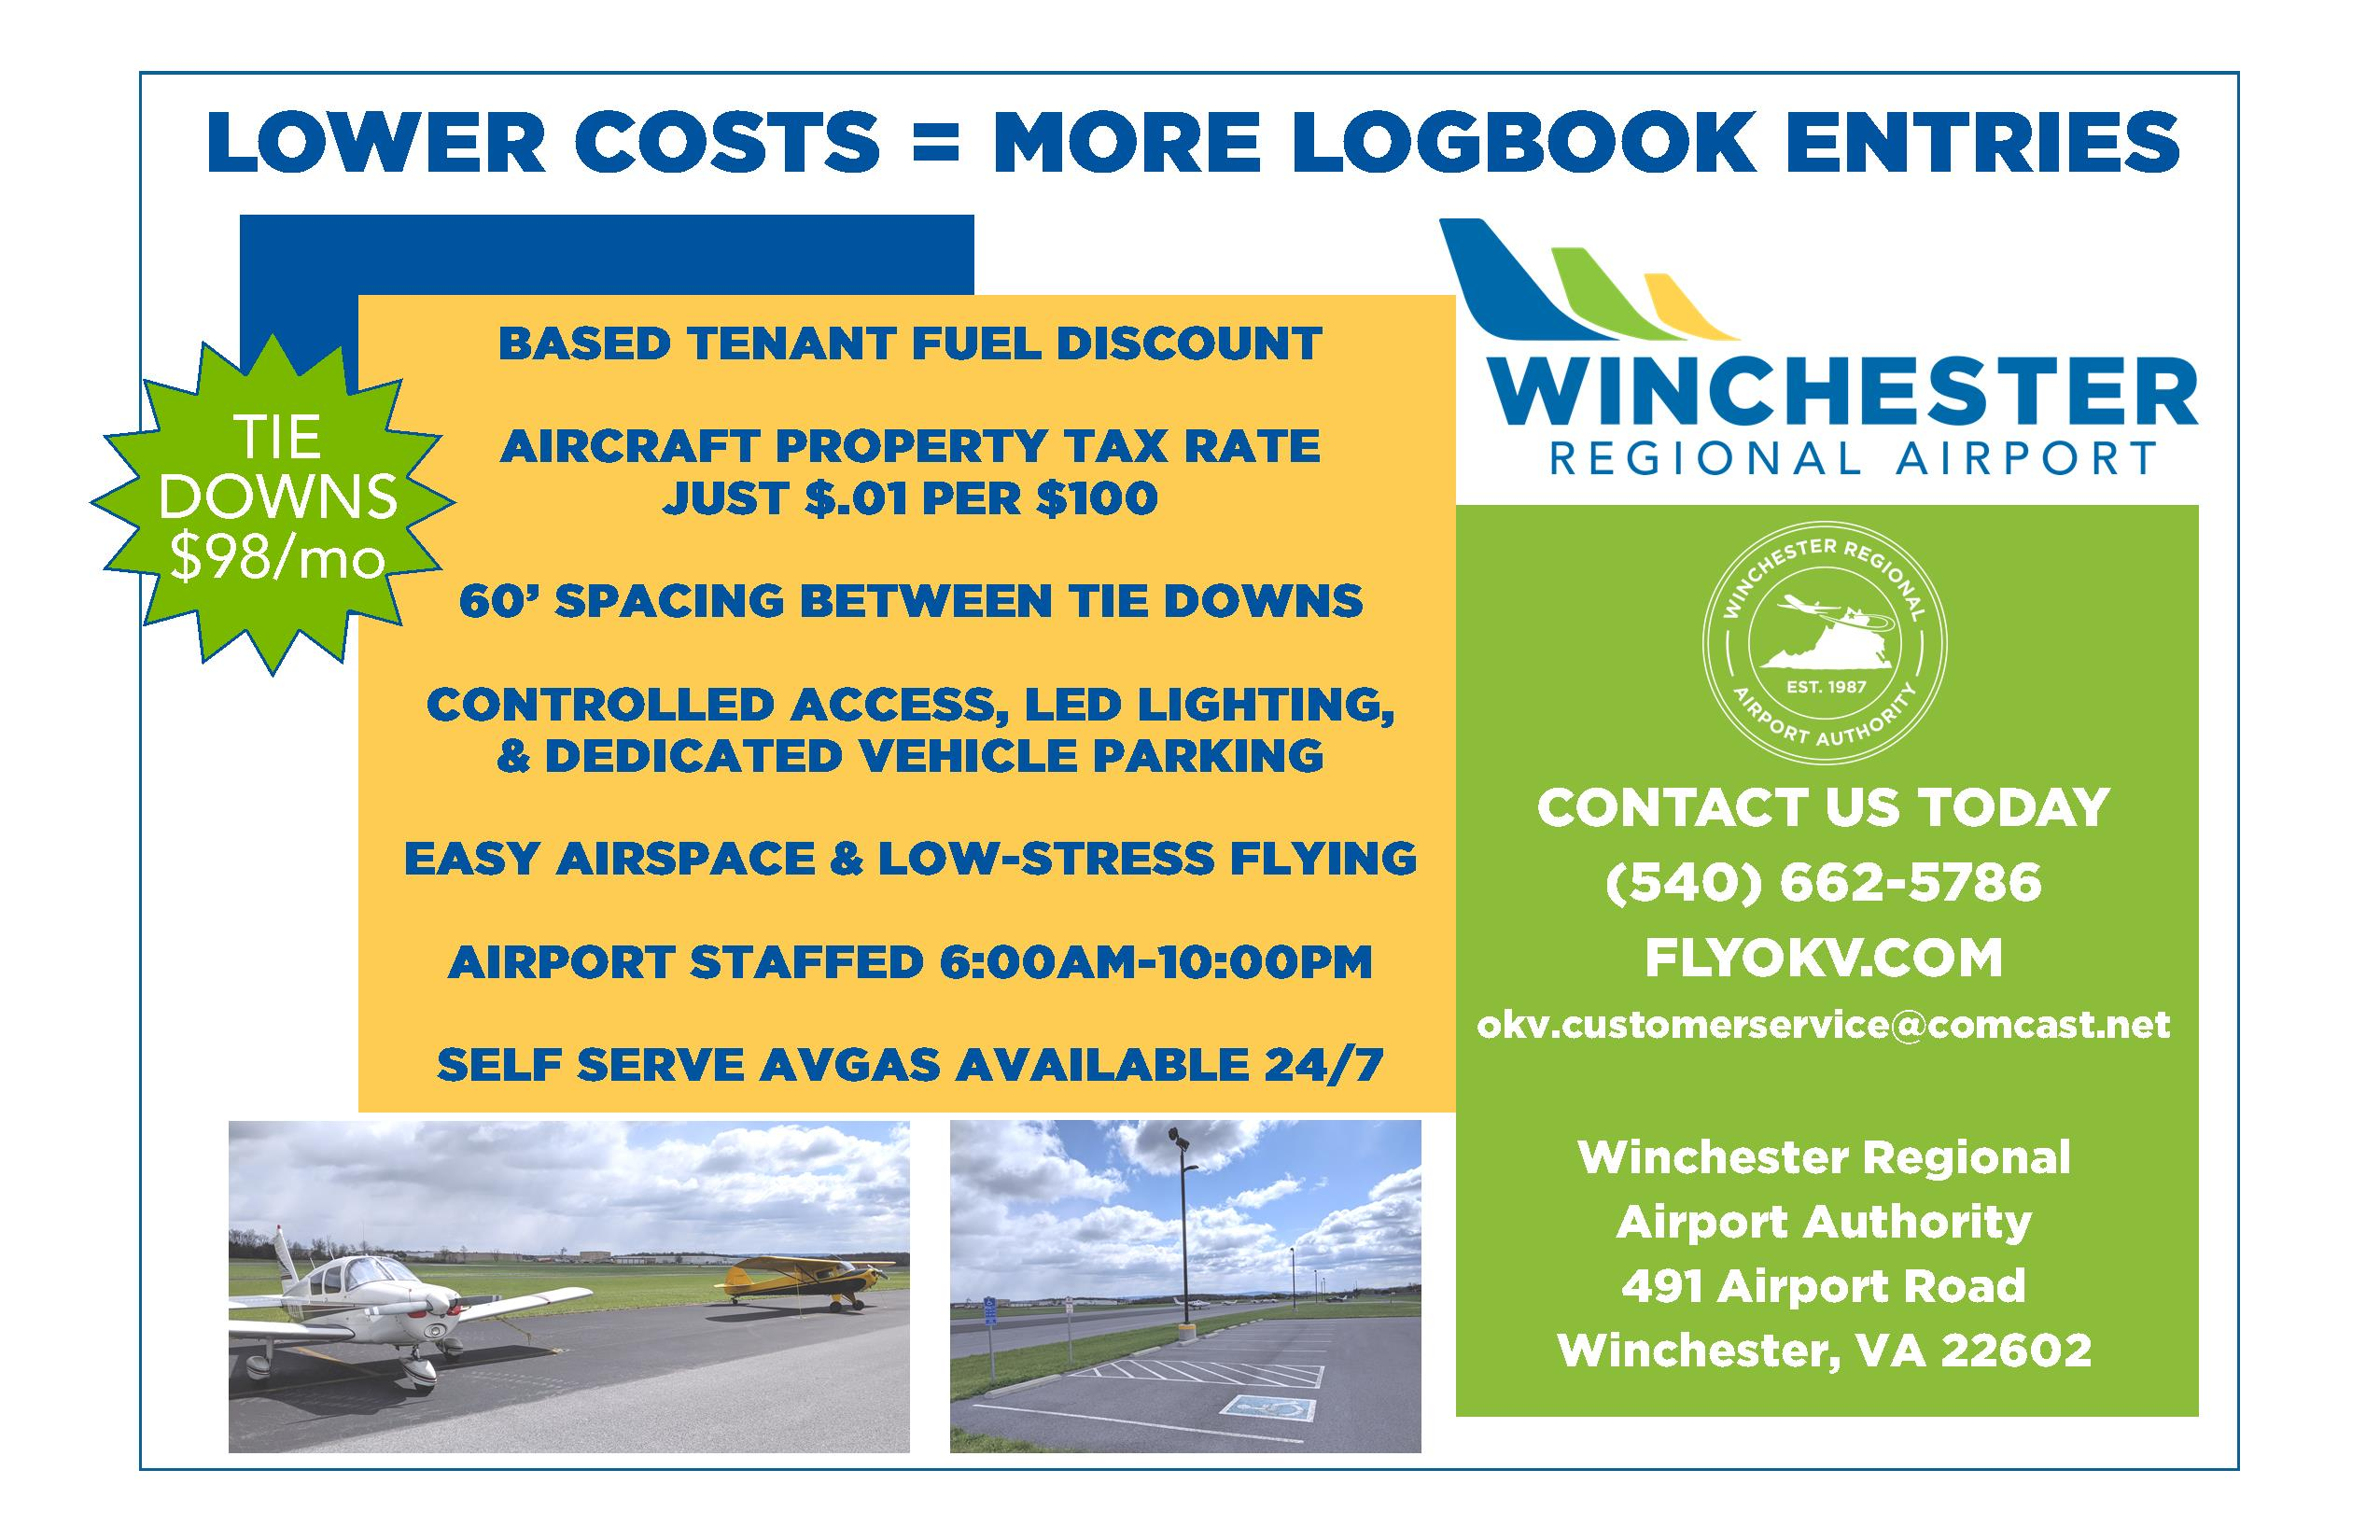 LOWER COSTS = MORE LOGBOOK ENTRIES
TIE
DOWNS
$98/mo
BASED TENANT FUEL DISCOUNT
AIRCRAFT PROPERTY TAX RATE
JUST $.01 PER $100
60’ SPACING BETWEEN TIE DOWNS
CONTROLLED ACCESS, LED LIGHTING,
& DEDICATED VEHICLE PARKING
EASY AIRSPACE & LOW-STRESS FLYING
AIRPORT STAFFED 6:00AM-10:00PM
SELF SERVE AVGAS AVAILABLE 24/7
WINCHESTER
REGIONAL AIRPORT
WINCHESTER REGIONAL
EST. 1987
AIRPORT AUTHORITY
CONTACT US TODAY
(540) 662-5786
FLYOKV.COM
okv.customerservice@comcast.net
Winchester Regional
Airport Authority
491 Airport Road
Winchester, VA 22602